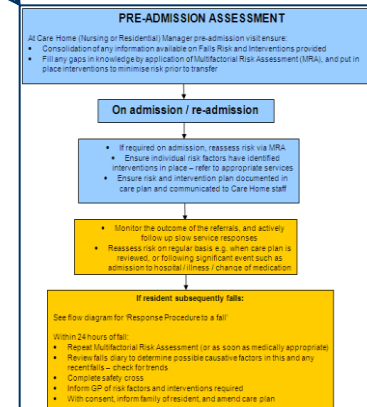 PRE-ADMISSION ASSESSMENT
At Care Home (Nursing or Residential) Manager pre-admission visit ensure:
• Consolidation of any information available on Falls Risk and Interventions provided
• Fill any gaps in knowledge by application of Multifactorial Risk Assessment (MRA), and put in
place interventions to minimise risk prior to transfer
On admission / re-admission
• If required on admission, reassess risk via MRA
• Ensure individual risk factors have identified
interventions in place – refer to appropriate services
• Ensure risk and intervention plan documented in
care plan and communicated to Care Home staff
• Monitor the outcome of the referrals, and actively
follow up slow service responses
• Reassess risk on regular basis e.g. when care plan is
reviewed, or following significant event such as
admission to hospital / illness / change of medication
If resident subsequently falls:
See flow diagram for 'Response Procedure to a fall'
Within 24 hours of fall:
• Repeat Multifactorial Risk Assessment (or as soon as medically appropriate)
• Review falls diary to determine possible causative factors in this and any
recent falls – check for trends
• Complete safety cross
• Inform GP of risk factors and interventions required
• With consent, inform family of resident, and amend care plan